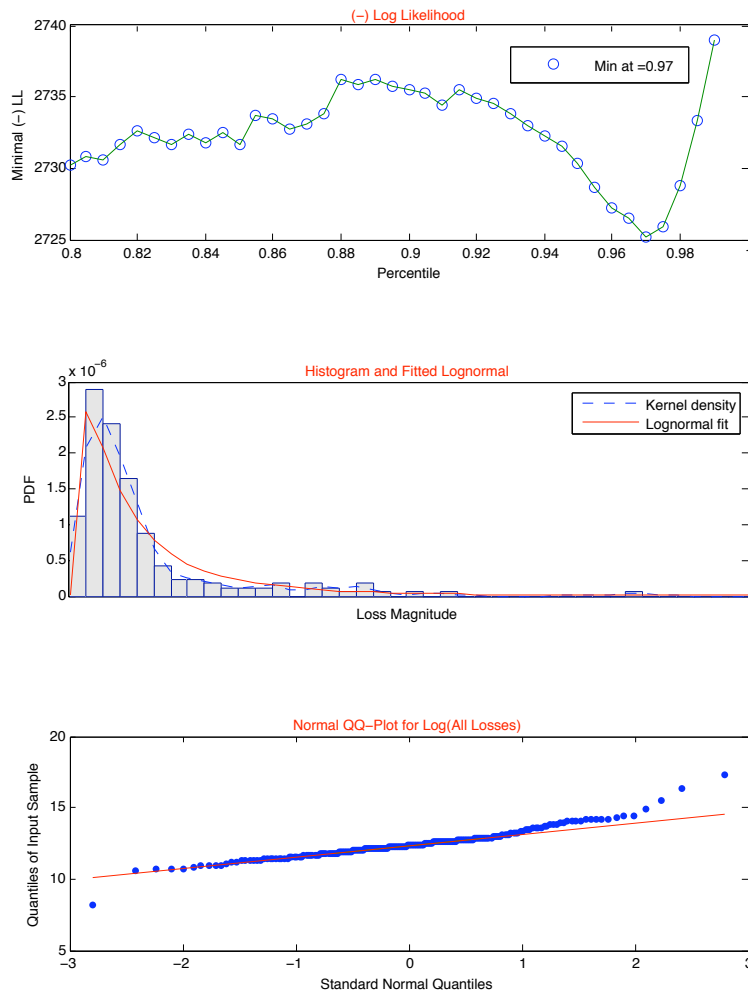 (−) Log Likelihood
2740
2735
2730
2725
Minimal (−) LL
Min at =0.97
0.8 0.82 0.84 0.86 0.88 0.9 0.92 0.94 0.96 0.98 1
Percentile
x 10−6
Histogram and Fitted Lognormal
3
2.5
2
1.5
1
0.5
0
PDF
Kernel density
Lognormal fit
Loss Magnitude
Normal QQ−Plot for Log(All Losses)
20
15
10
5
Quantiles of Input Sample
−3 −2 −1 0 1 2 3
Standard Normal Quantiles